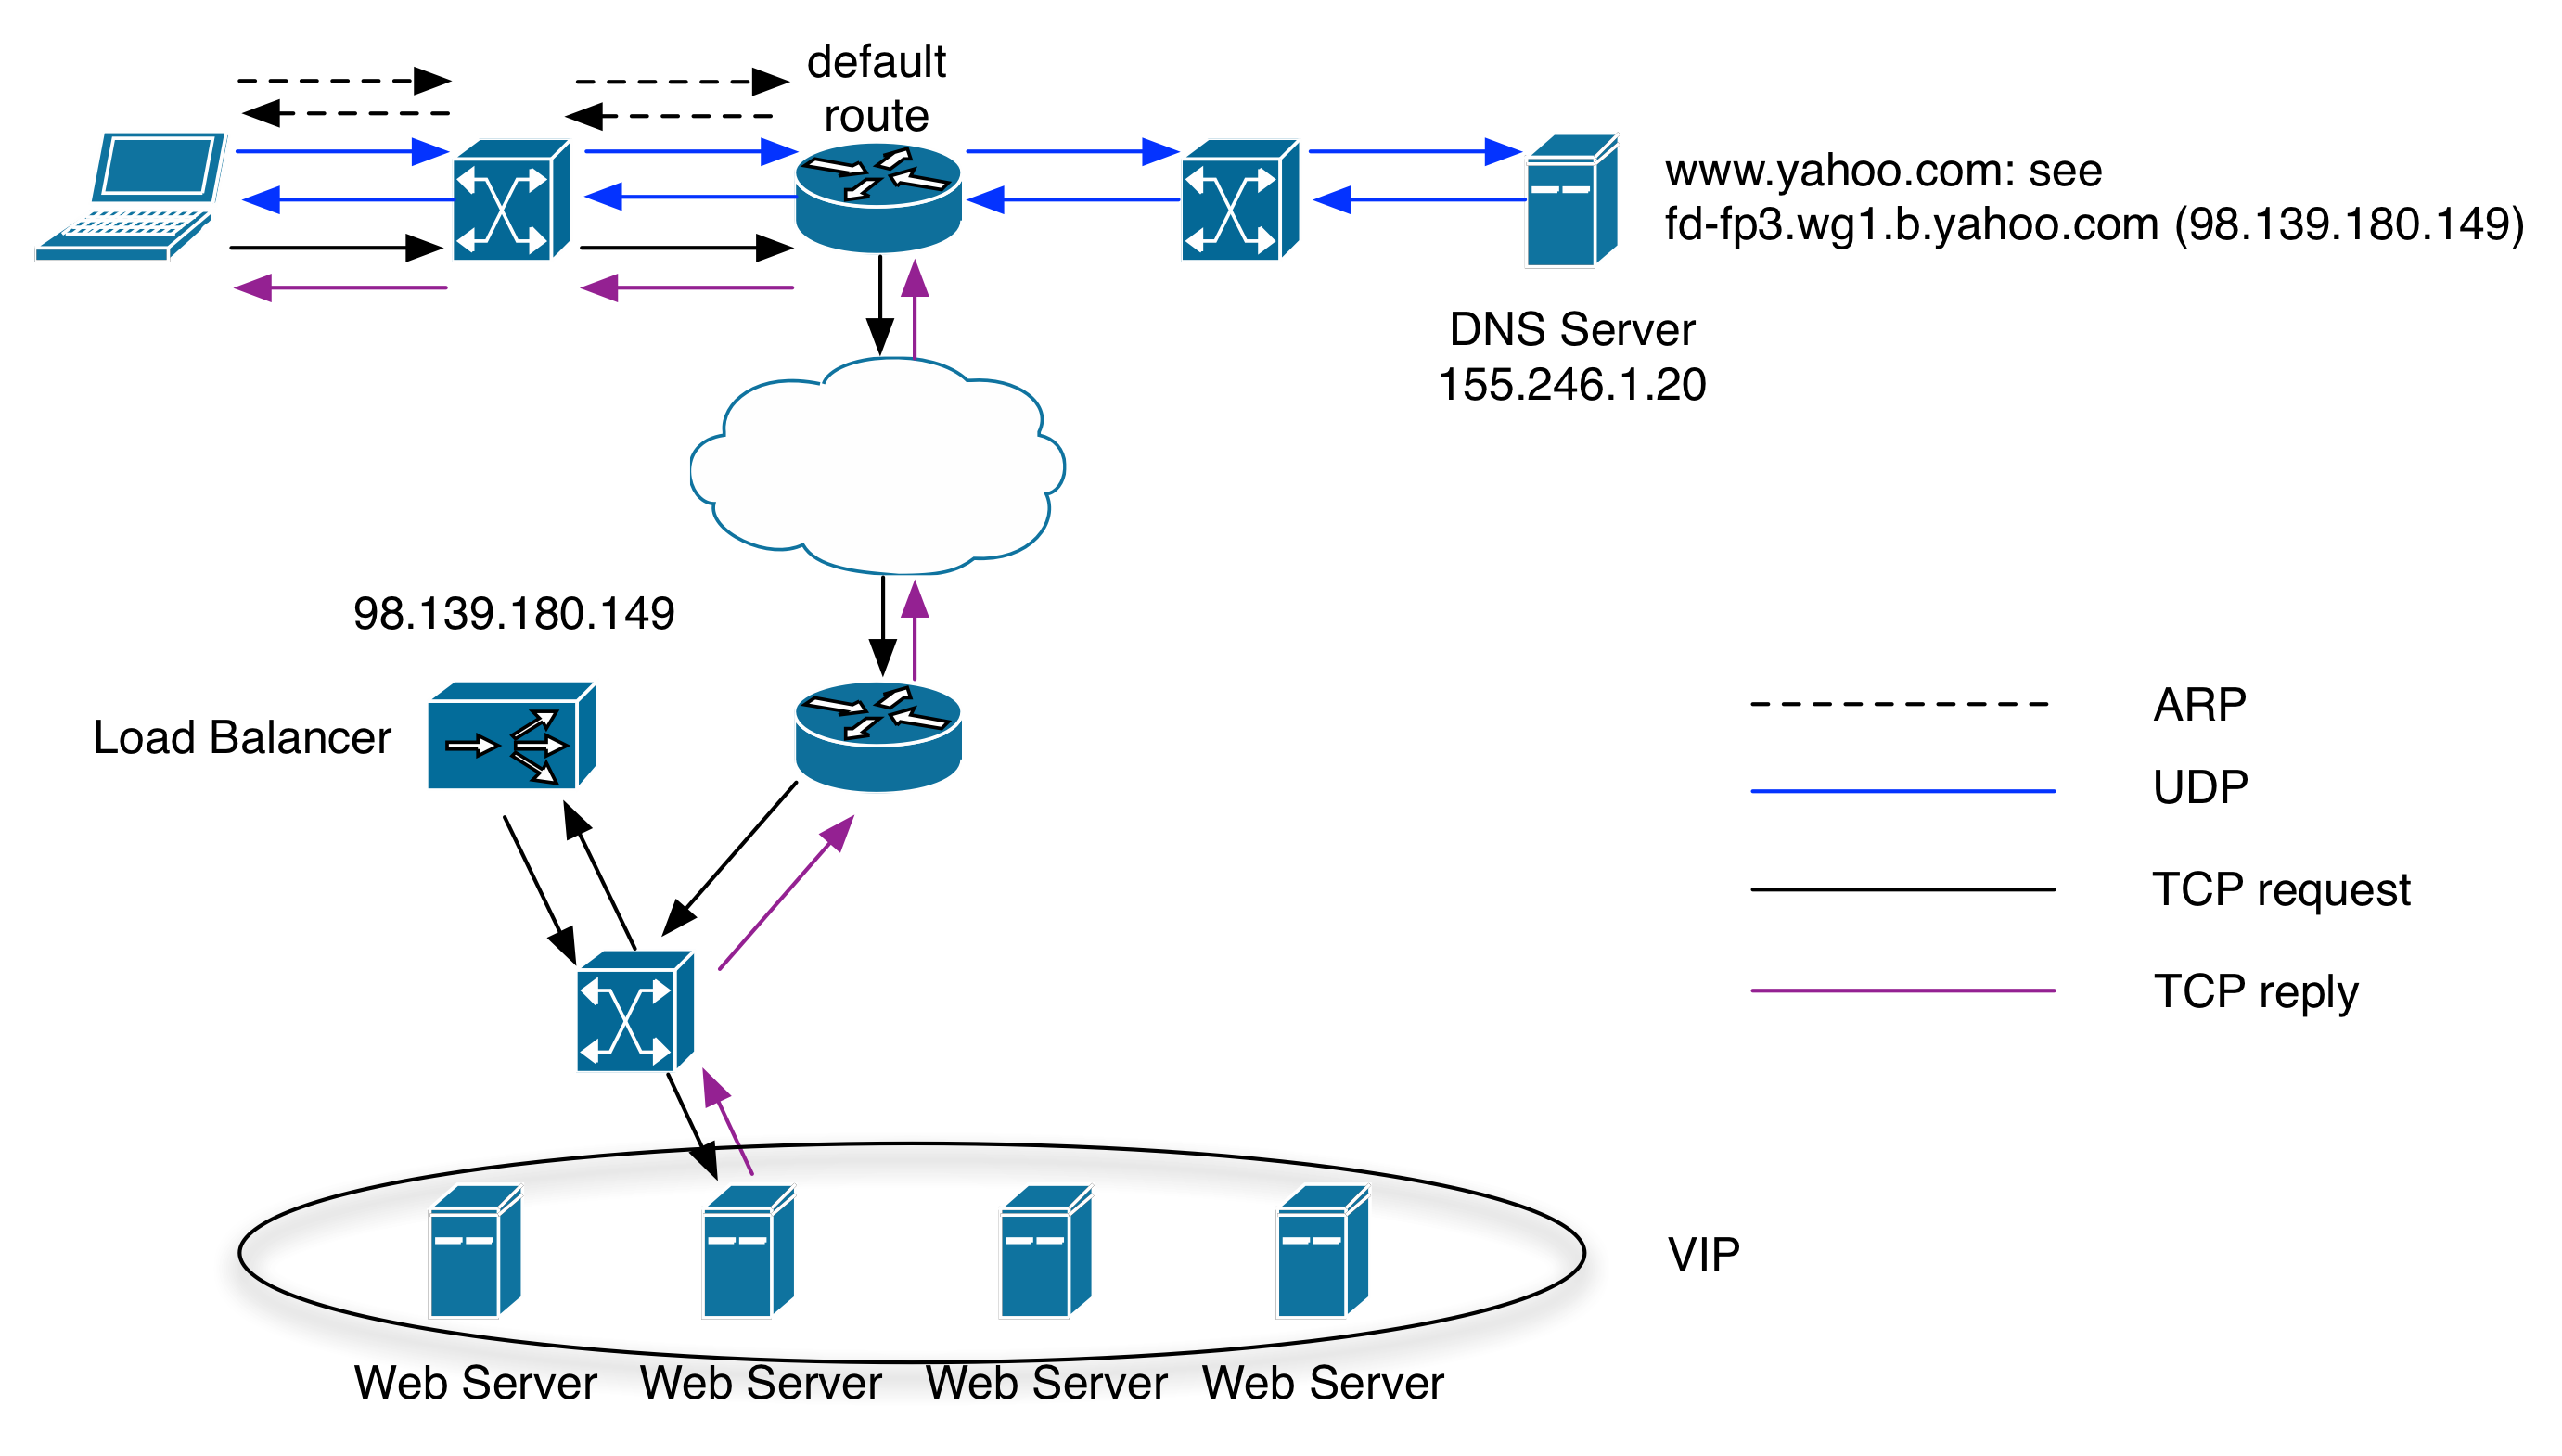 default
route
www.yahoo.com: see
fd-fp3.wg1.b.yahoo.com (98.139.180.149)
DNS Server
155.246.1.20
98.139.180.149
Load Balancer
ARP
UDP
TCP request
TCP reply
VIP
Web Server
Web Server
Web Server
Web Server